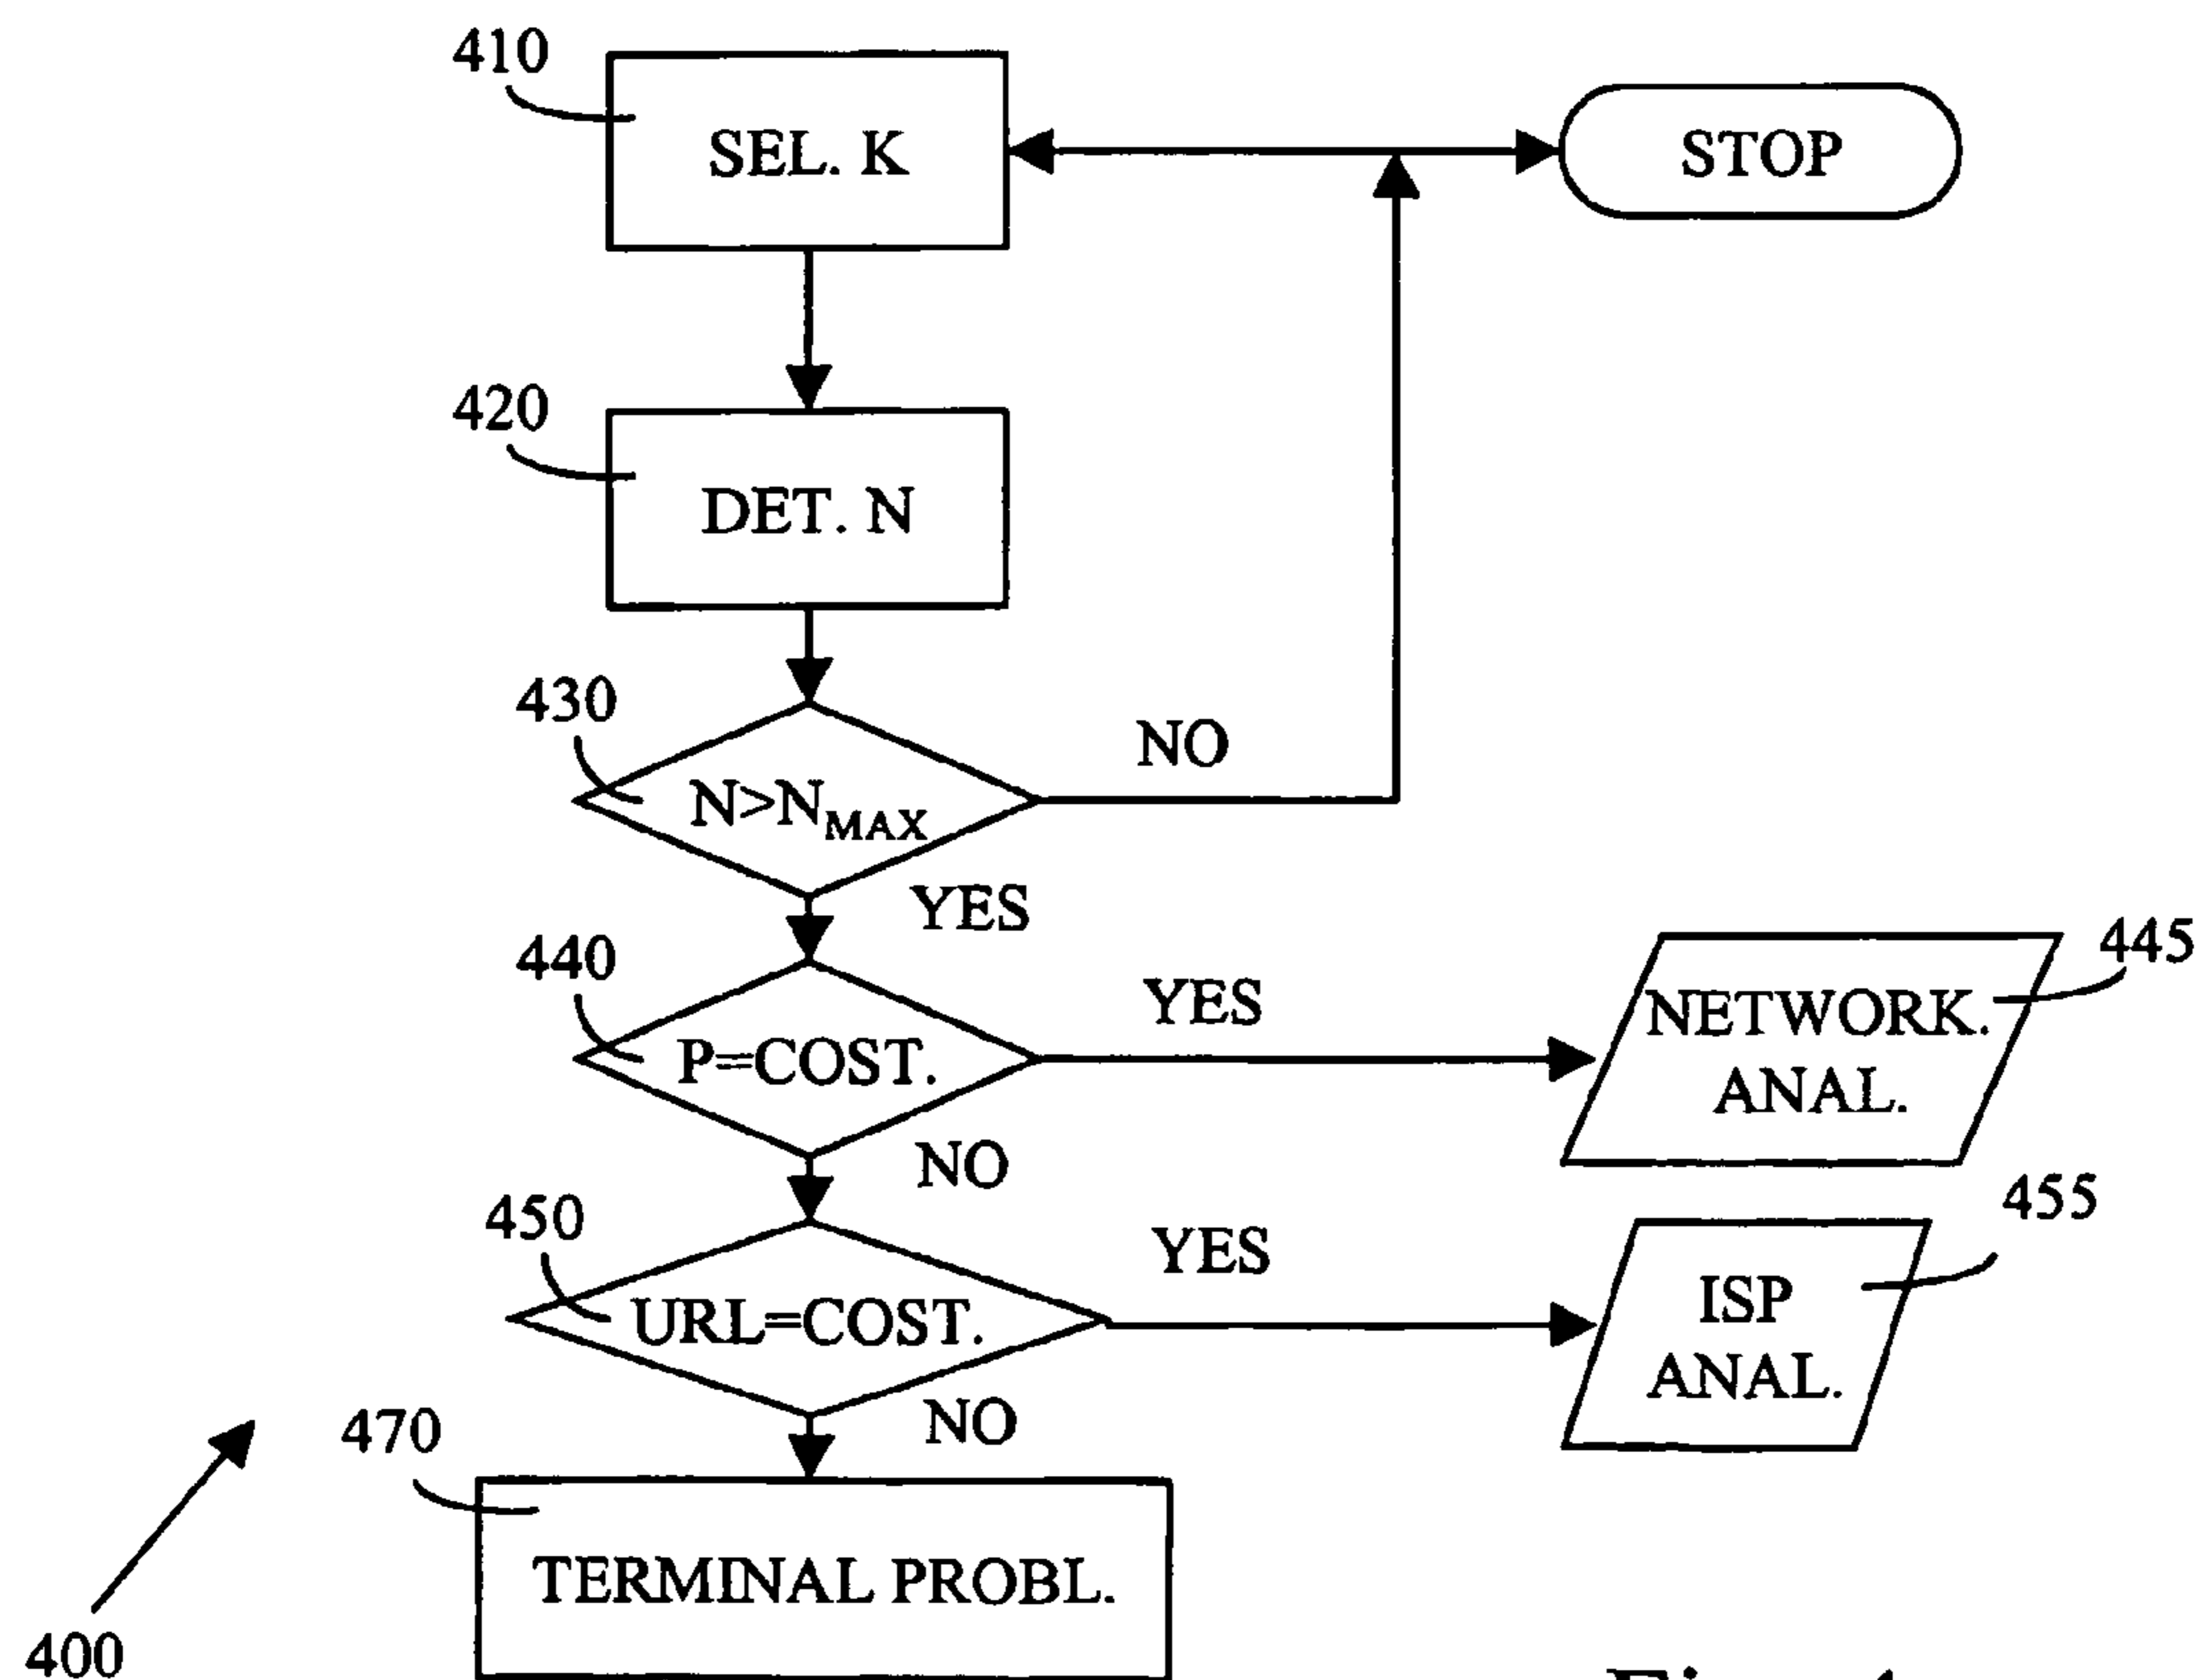 410
SEL. K
STOP
420
DET. N
430
N>NMAX
NO
YES
440
P=COST.
YES
445
NETWORK.
ANAL.
NO
450
URL=COST.
YES
455
ISP
ANAL.
NO
470
TERMINAL PROBL.
400